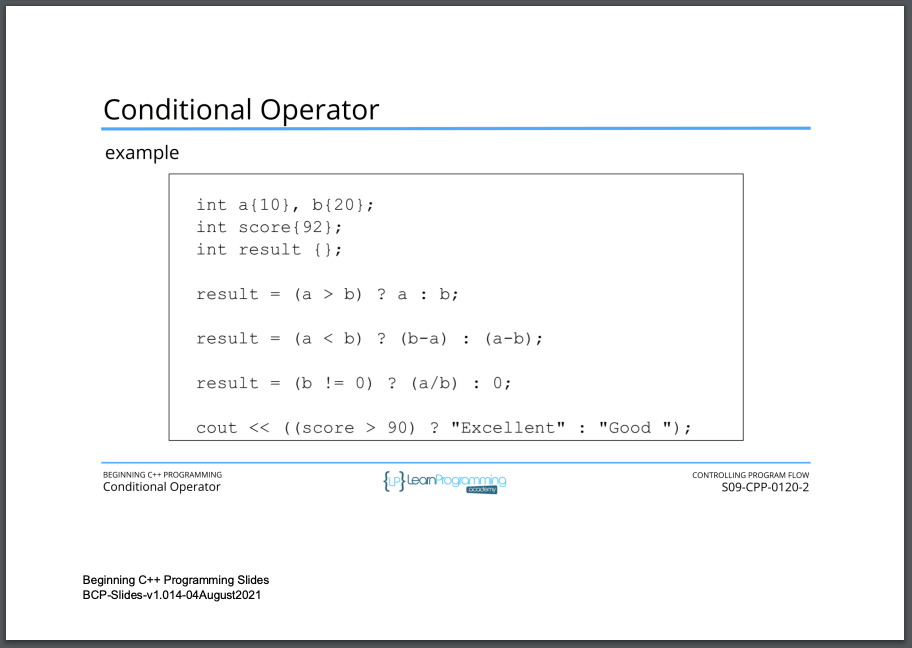 Conditional Operator
example
int a{10}, b{20};
int score{92};
int result {};
result = (a > b) ? a : b;
result = (a < b) ? (b-a) : (a-b);
result = (b != 0) ? (a/b) : 0;
cout << ((score > 90) ? "Excellent" : "Good ");
BEGINNING C++ PROGRAMMING
Conditional Operator
{LP} LearnProgramming
academy
CONTROLLING PROGRAM FLOW
S09-CPP-0120-2
Beginning C++ Programming Slides
BCP-Slides-v1.014-04August2021